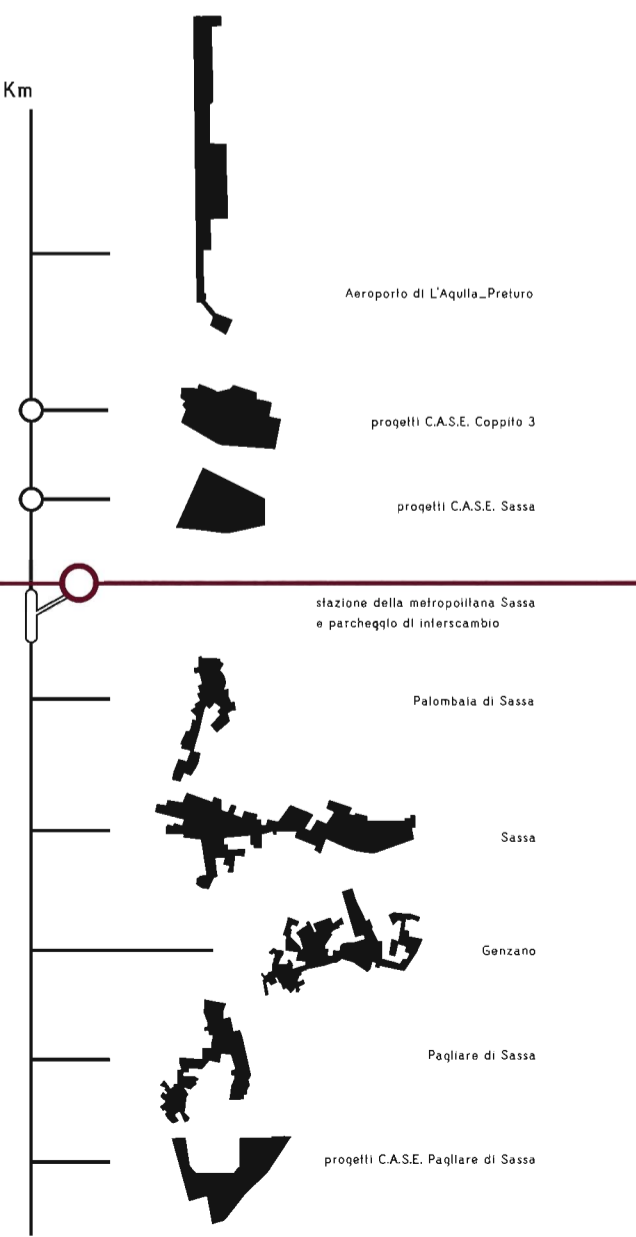 Km
Aeroporto di L'Aquila_Preturo
progetti C.A.S.E. Coppito 3
progetti C.A.S.E. Sassa
stazione della metropolitana Sassa
e parcheggio di interscambio
Palombaia di Sassa
Sassa
Genzano
Pagliare di Sassa
progetti C.A.S.E. Pagliare di Sassa